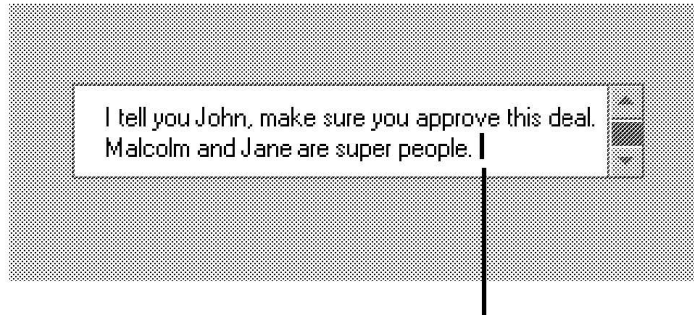 I tell you John, make sure you approve this deal.
Malcolm and Jane are super people.